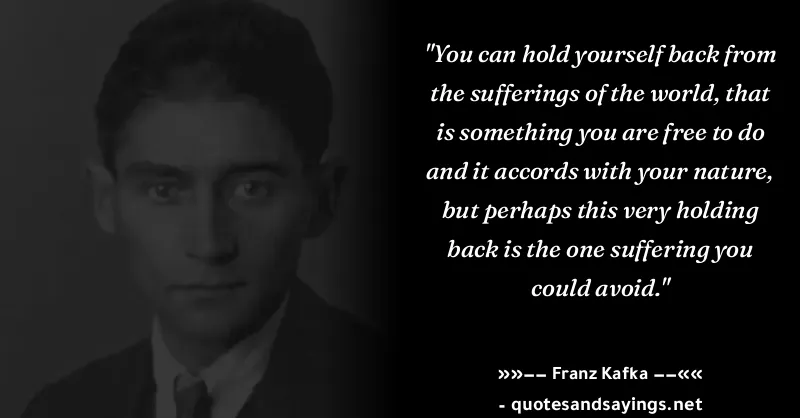 "You can hold yourself back from
the sufferings of the world, that
is something you are free to do
and it accords with your nature,
but perhaps this very holding
back is the one suffering you
could avoid."
»»−− Franz Kafka −−««
- quotesandsayings.net